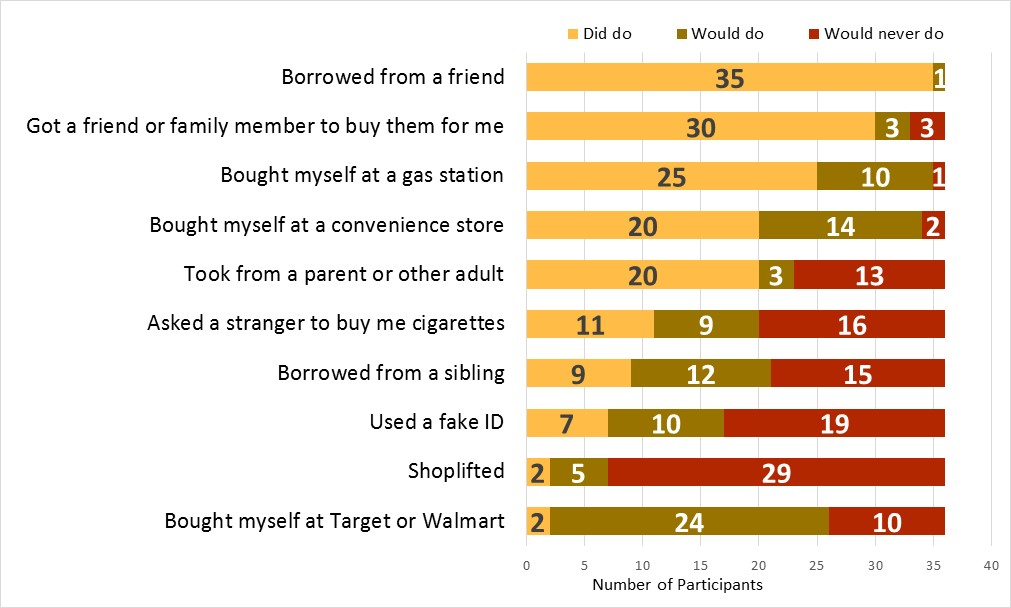 Did do Would do Would never do
Borrowed from a friend 35 1
Got a friend or family member to buy them for me 30 3 3
Bought myself at a gas station 25 10 1
Bought myself at a convenience store 20 14 2
Took from a parent or other adult 20 3 13
Asked a stranger to buy me cigarettes 11 9 16
Borrowed from a sibling 9 12 15
Used a fake ID 7 10 19
Shoplifted 2 5 29
Bought myself at Target or Walmart 2 24 10
0 5 10 15 20 25 30 35 40
Number of Participants